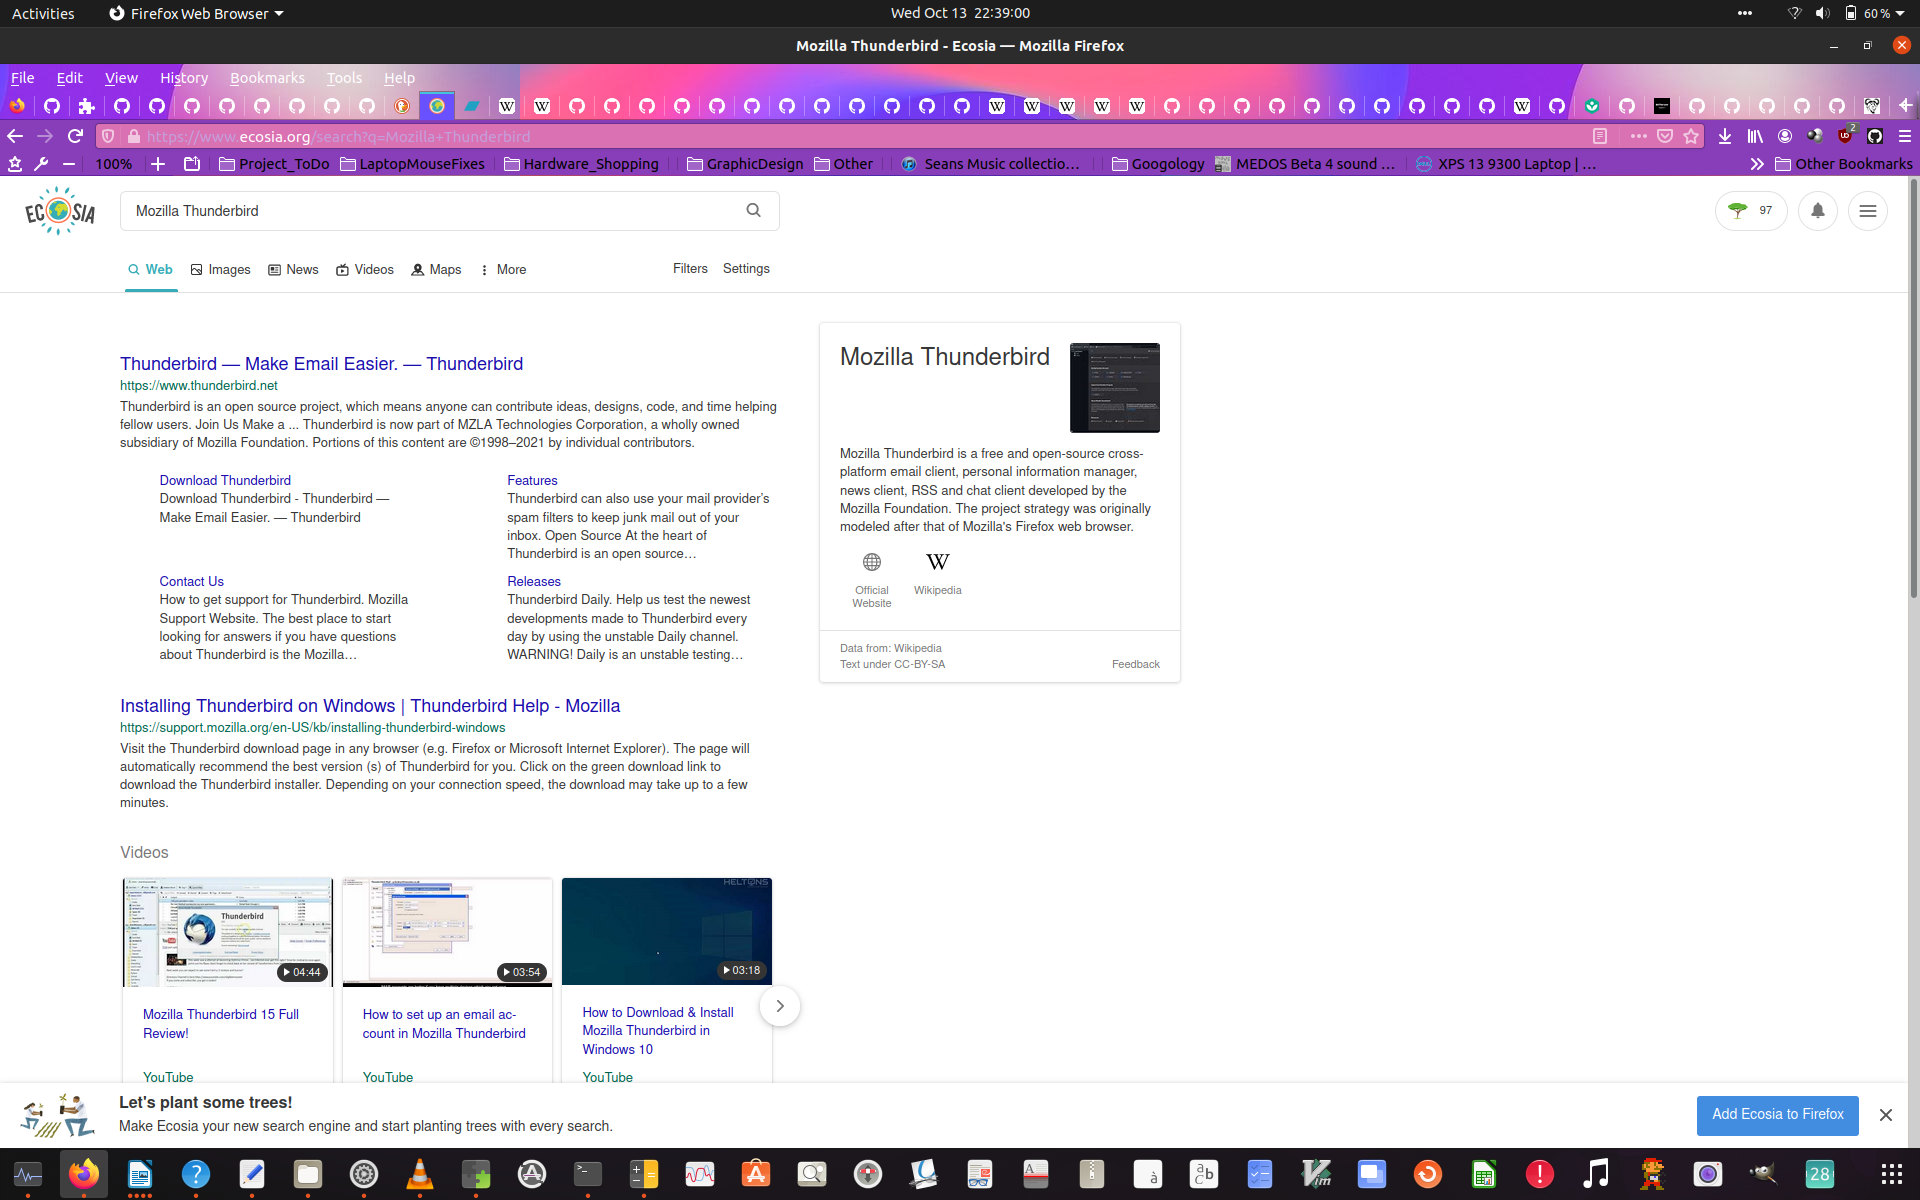 Activities
Firefox Web Browser
Wed Oct 13 22:39:00
60 %
Mozilla Thunderbird - Ecosia — Mozilla Firefox
File Edit View History Bookmarks Tools Help
https://www.ecosia.org/search?q=Mozilla+Thunderbird
2
100%
Project_ToDo
LaptopMouseFixes
Hardware_Shopping
GraphicDesign
Other
Seans Music collectio…
Googology
MEDOS Beta 4 sound …
XPS 13 9300 Laptop | …
Other Bookmarks
ECOSIA
Mozilla Thunderbird
97
Web Images News Videos Maps More
Filters Settings
Thunderbird — Make Email Easier. — Thunderbird
https://www.thunderbird.net
Thunderbird is an open source project, which means anyone can contribute ideas, designs, code, and time helping
fellow users. Join Us Make a ... Thunderbird is now part of MZLA Technologies Corporation, a wholly owned
subsidiary of Mozilla Foundation. Portions of this content are ©1998–2021 by individual contributors.
Download Thunderbird
Download Thunderbird - Thunderbird —
Make Email Easier. — Thunderbird
Features
Thunderbird can also use your mail provider's
spam filters to keep junk mail out of your
inbox. Open Source At the heart of
Thunderbird is an open source…
Contact Us
How to get support for Thunderbird. Mozilla
Support Website. The best place to start
looking for answers if you have questions
about Thunderbird is the Mozilla…
Releases
Thunderbird Daily. Help us test the newest
developments made to Thunderbird every
day by using the unstable Daily channel.
WARNING! Daily is an unstable testing…
Installing Thunderbird on Windows | Thunderbird Help - Mozilla
https://support.mozilla.org/en-US/kb/installing-thunderbird-windows
Visit the Thunderbird download page in any browser (e.g. Firefox or Microsoft Internet Explorer). The page will
automatically recommend the best version (s) of Thunderbird for you. Click on the green download link to
download the Thunderbird installer. Depending on your connection speed, the download may take up to a few
minutes.
Videos
Thunderbird
04:44
Mozilla Thunderbird 15 Full
Review!
YouTube
03:54
How to set up an email ac-
count in Mozilla Thunderbird
YouTube
HELTONS
03:18
How to Download & Install
Mozilla Thunderbird in
Windows 10
YouTube
Mozilla Thunderbird
Mozilla Thunderbird is a free and open-source cross-
platform email client, personal information manager,
news client, RSS and chat client developed by the
Mozilla Foundation. The project strategy was originally
modeled after that of Mozilla's Firefox web browser.
Official
Website
W
Wikipedia
Data from: Wikipedia
Text under CC-BY-SA
Feedback
Let's plant some trees!
Make Ecosia your new search engine and start planting trees with every search.
Add Ecosia to Firefox
28